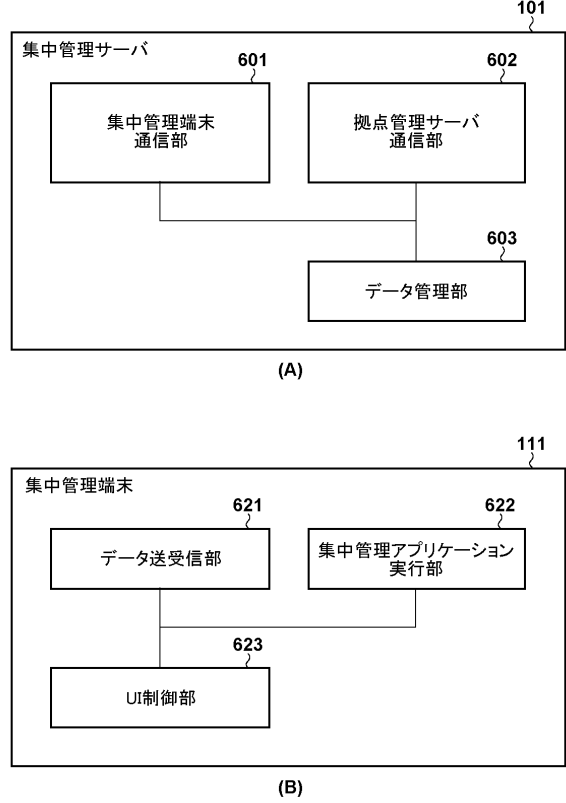 101
集中管理サーバ
601
602
集中管理端末
通信部
拠点管理サーバ
通信部
603
データ管理部
(A)
111
集中管理端末
621
622
データ送受信部
集中管理アプリケーション
実行部
623
UI制御部
(B)